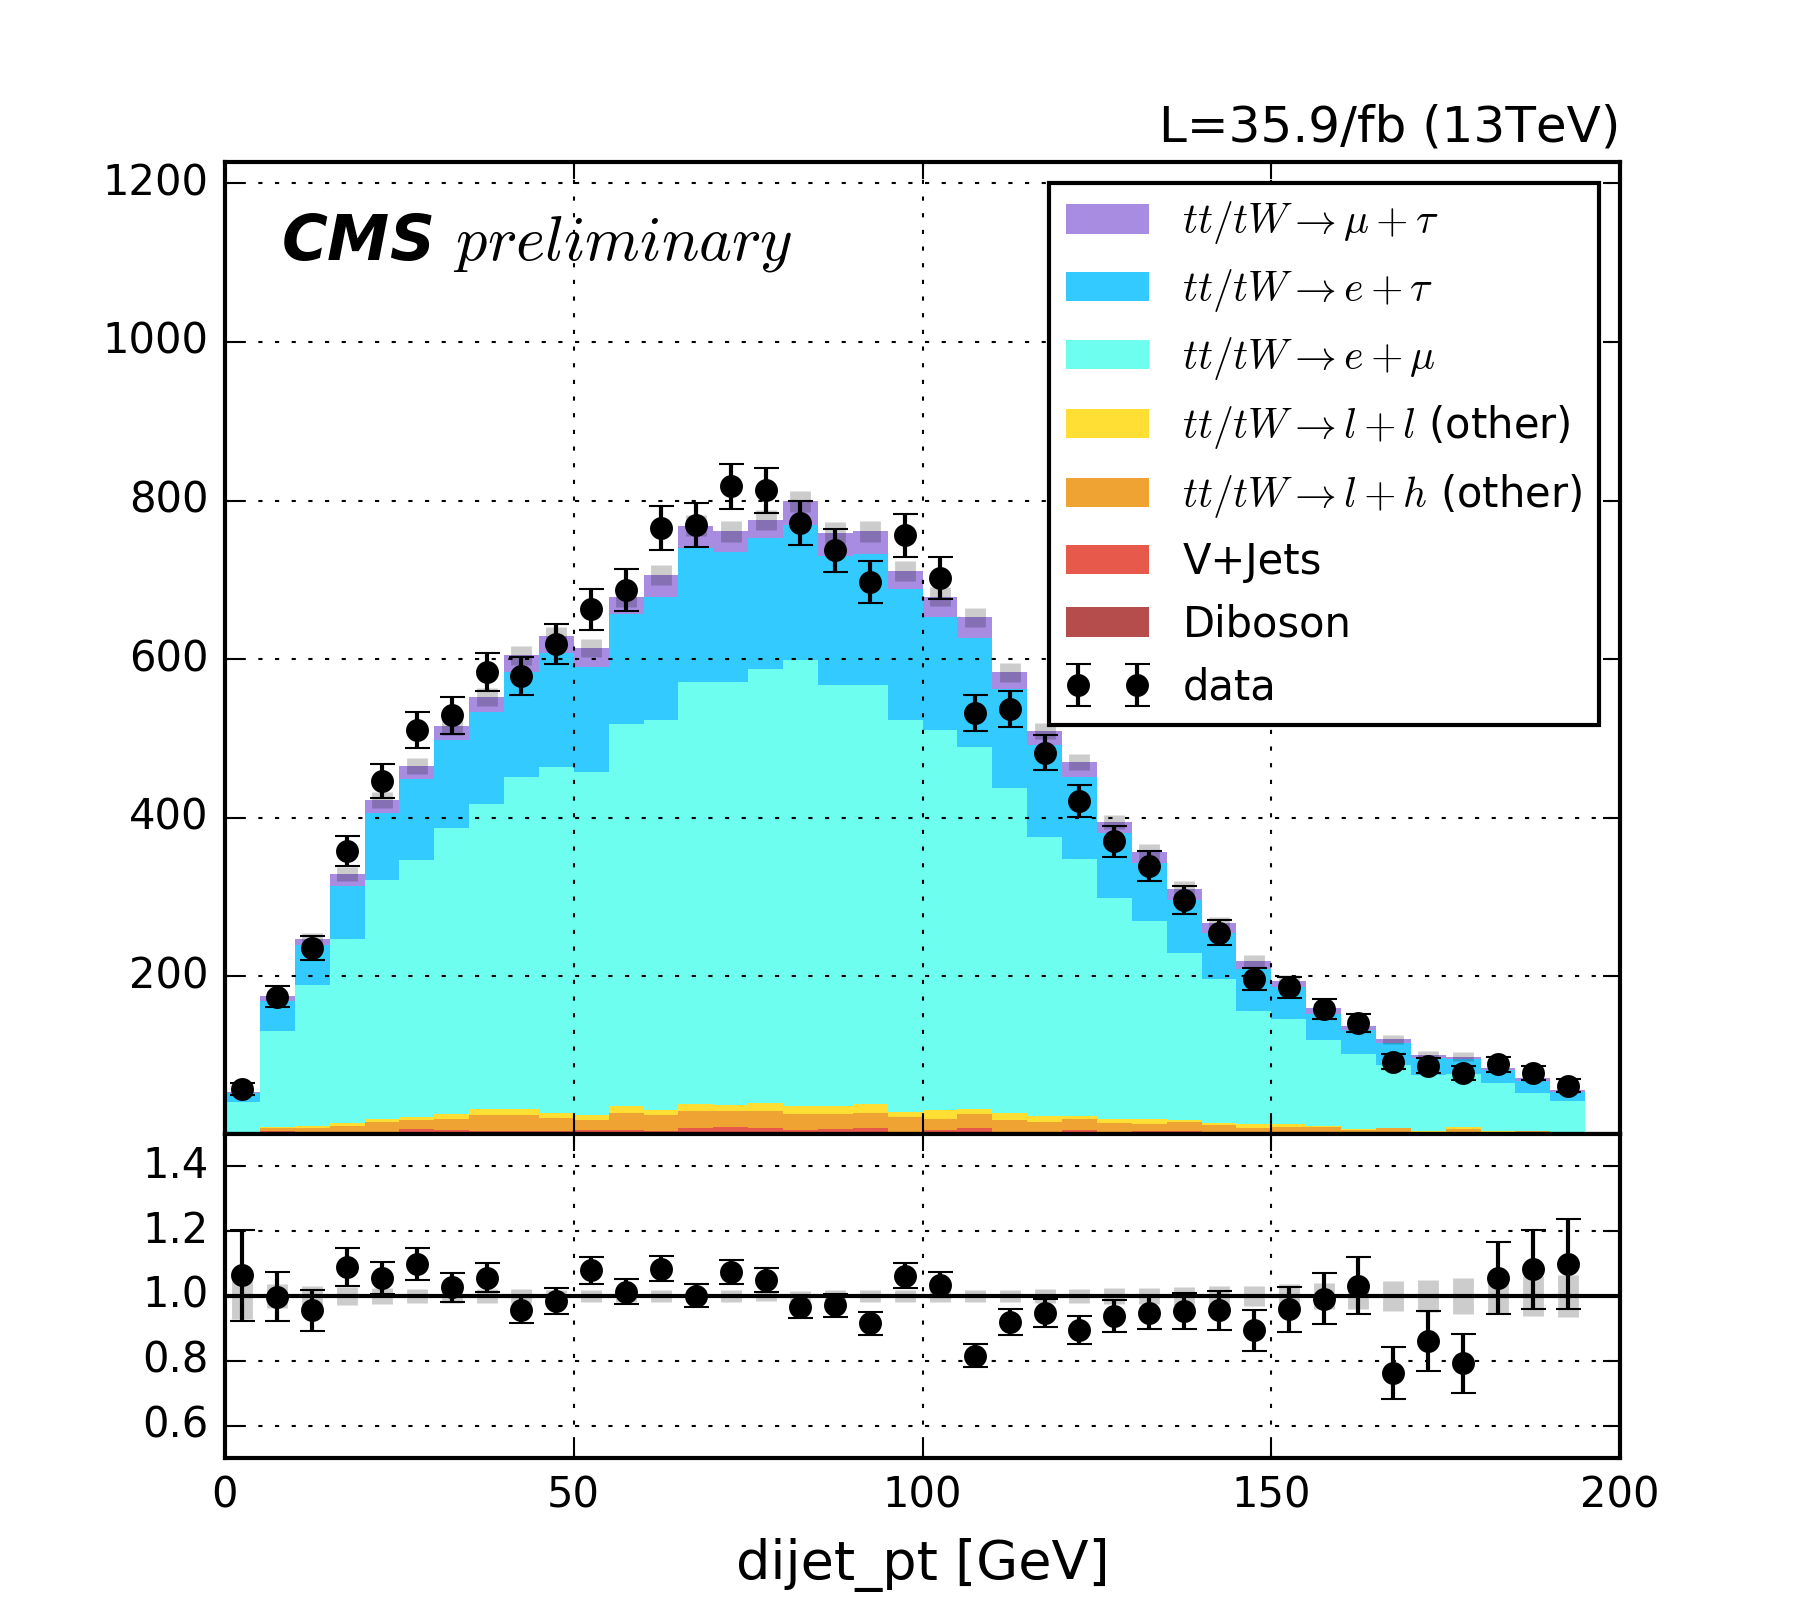 L=35.9/fb (13TeV)
CMS preliminary
1200
1000
800
600
400
200
tt/tW → μ + τ
tt/tW → e + τ
tt/tW → e + μ
tt/tW → l + l (other)
tt/tW → l + h (other)
V+Jets
Diboson
data
1.4
1.2
1.0
0.8
0.6
0 50 100 150 200
dijet_pt [GeV]